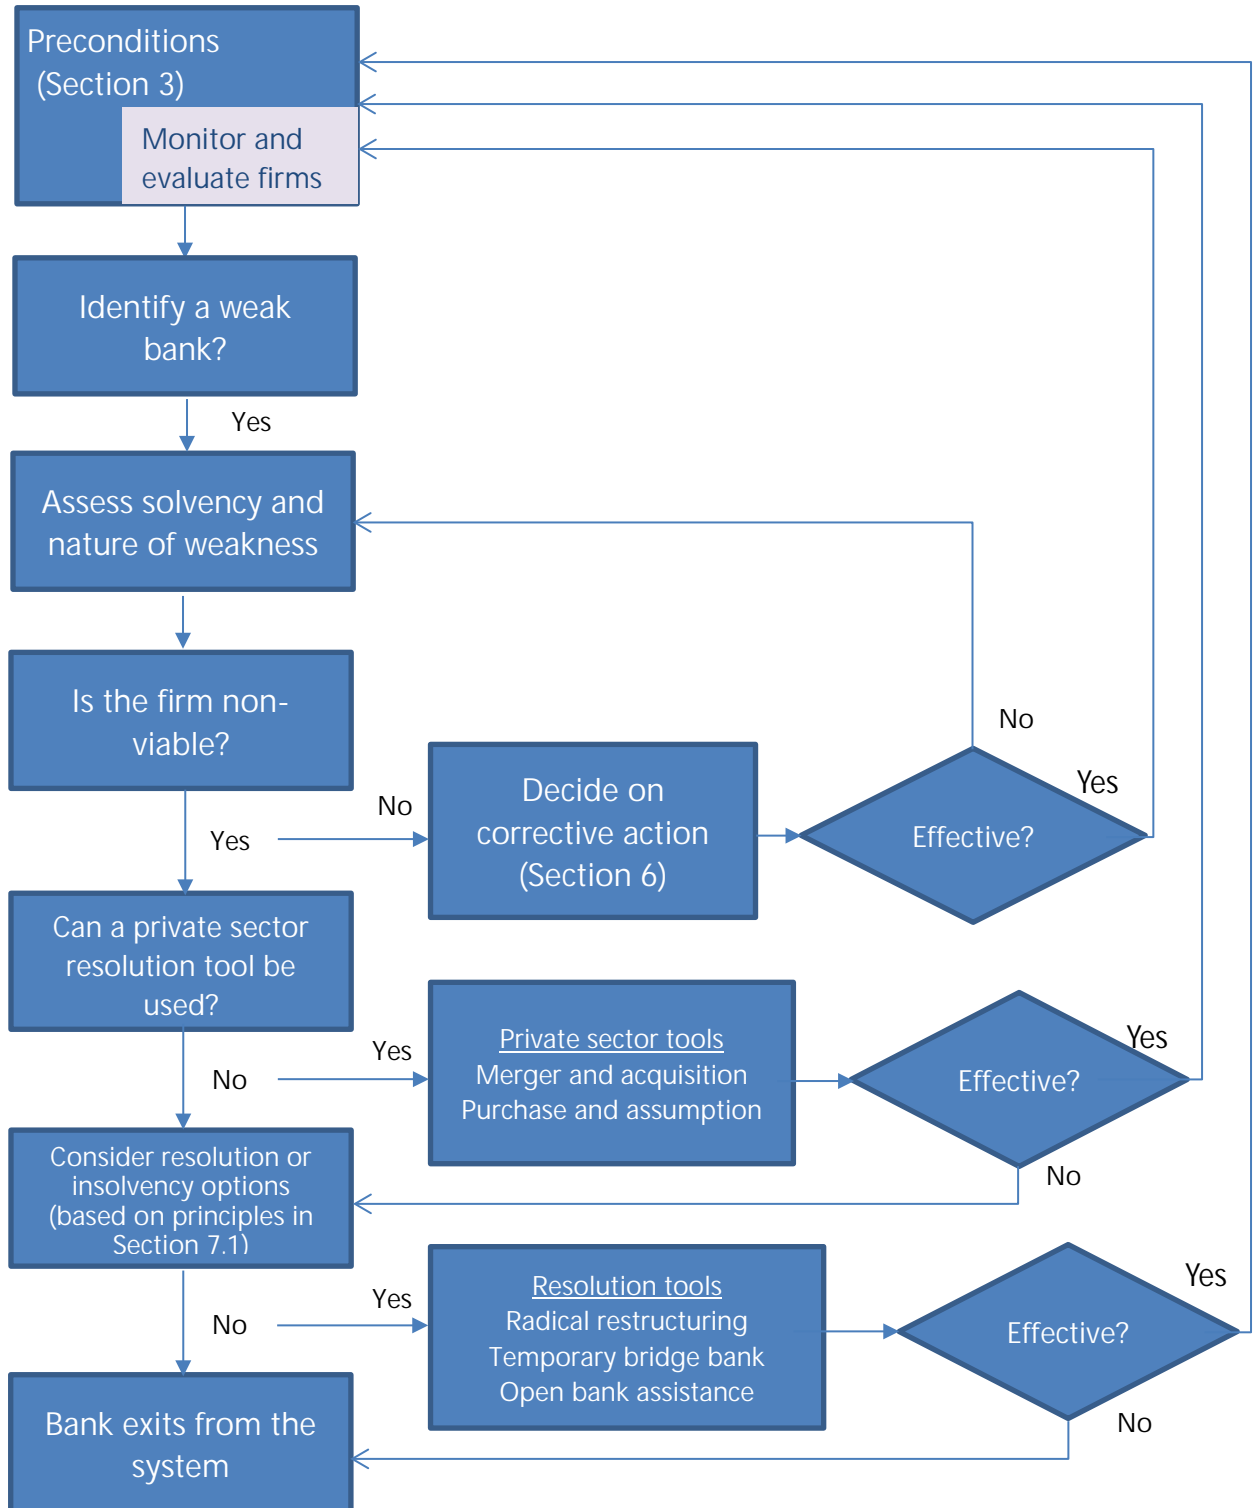 Preconditions
(Section 3)
Monitor and
evaluate firms
Identify a weak
bank?
Yes
Assess solvency and
nature of weakness
Is the firm non-
viable?
No
Yes
Decide on
corrective action
(Section 6)
Effective?
No
Yes
Can a private sector
resolution tool be
used?
Yes
No
Private sector tools
Merger and acquisition
Purchase and assumption
Effective?
Yes
No
Consider resolution or
insolvency options
(based on principles in
Section 7.1)
Yes
No
Resolution tools
Radical restructuring
Temporary bridge bank
Open bank assistance
Effective?
Yes
No
Bank exits from the
system